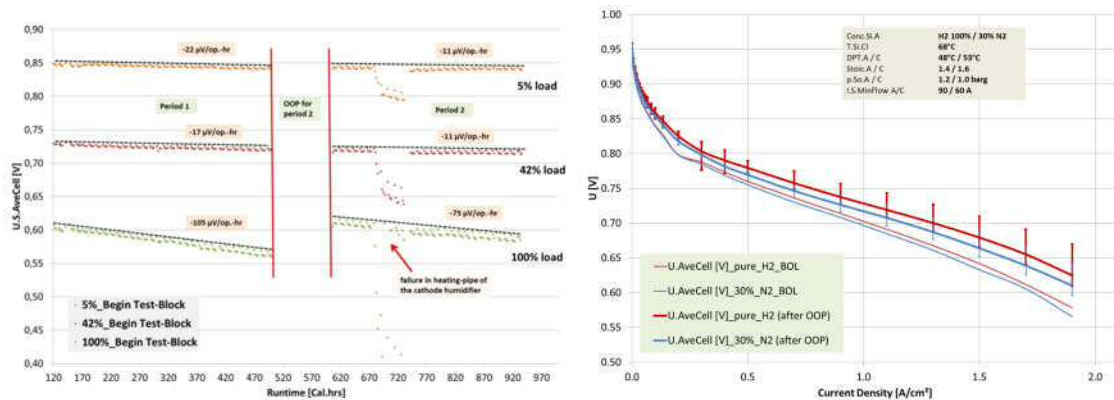 0,90
0,85
0,80
0,75
0,70
0,65
0,60
0,55
0,50
0,45
0,40
U.S.AveCell [V]
-22 µV/op.-hr
-11 µV/op.-hr
5% load
Period 1
OOP for
period 2
Period 2
-17 µV/op.-hr
-11 µV/op.-hr
42% load
-105 µV/op.-hr
-75 µV/op.-hr
100% load
failure in heating-pipe of
the cathode humidifier
5%_Begin Test-Block
42%_Begin Test-Block
100%_Begin Test-Block
120 170 220 270 320 370 420 470 520 570 620 670 720 770 820 870 920 970
Runtime [Cal.hrs]
1.00
0.95
0.90
0.85
0.80
0.75
0.70
0.65
0.60
0.55
0.50
U [V]
Conc.Si.A H2 100% / 30% N2
T.Si.Cl 68°C
DPT.A / C 48°C / 53°C
Stoic.A / C 1.4 / 1.6
p.So.A / C 1.2 / 1.0 barg
I.S.MinFlow A/C 90 / 60 A
U.AveCell [V]_pure_H2_BOL
U.AveCell [V]_30%_N2_BOL
U.AveCell [V]_pure_H2 (after OOP)
U.AveCell [V]_30%_N2 (after OOP)
0.0 0.5 1.0 1.5 2.0
Current Density [A/cm²]